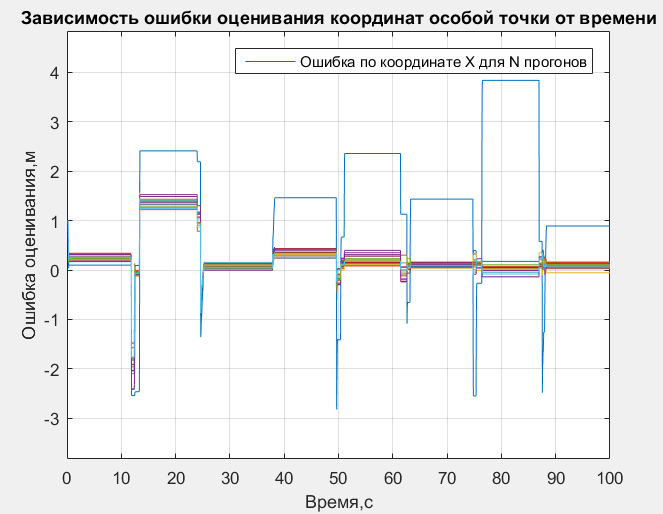 Зависимость ошибки оценивания координат особой точки от времени
Ошибка по координате X для N прогонов
Ошибка оценивания,м
4
3
2
1
0
-1
-2
-3
0 10 20 30 40 50 60 70 80 90 100
Время,с